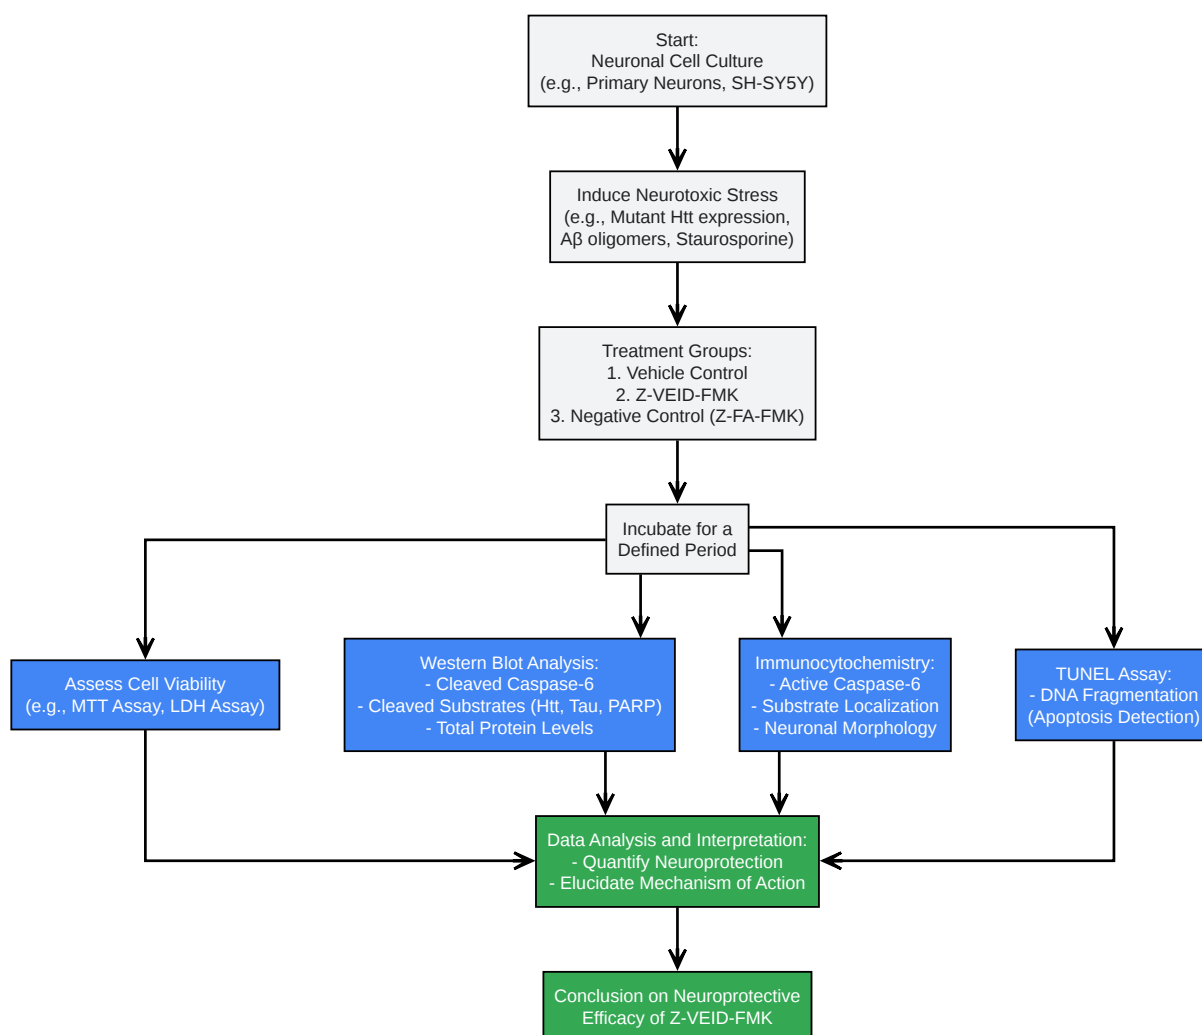 Start:
Neuronal Cell Culture
(e.g., Primary Neurons, SH-SY5Y)
Induce Neurotoxic Stress
(e.g., Mutant Htt expression,
Aβ oligomers, Staurosporine)
Treatment Groups:
1. Vehicle Control
2. Z-VEID-FMK
3. Negative Control (Z-FA-FMK)
Incubate for a
Defined Period
Assess Cell Viability
(e.g., MTT Assay, LDH Assay)
Western Blot Analysis:
- Cleaved Caspase-6
- Cleaved Substrates (Htt, Tau, PARP)
- Total Protein Levels
Immunocytochemistry:
- Active Caspase-6
- Substrate Localization
- Neuronal Morphology
TUNEL Assay:
- DNA Fragmentation
(Apoptosis Detection)
Data Analysis and Interpretation:
- Quantify Neuroprotection
- Elucidate Mechanism of Action
Conclusion on Neuroprotective
Efficacy of Z-VEID-FMK